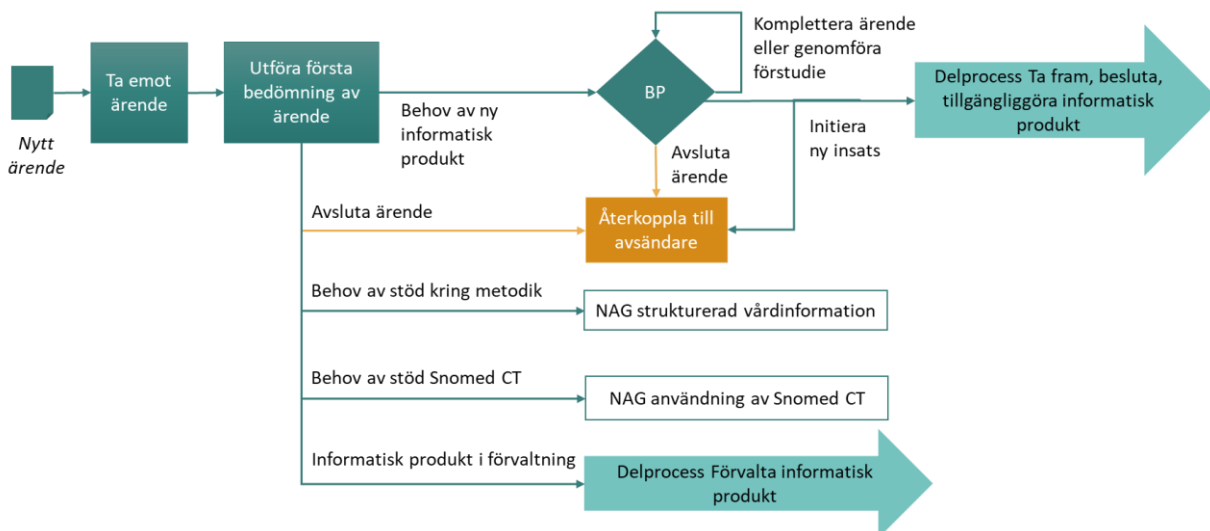 Nytt
ärende
Ta emot
ärende
Utföra första
bedömning av
ärende
Behov av ny
informatisk
produkt
BP
Komplettera ärende
eller genomföra
förstudie
Initiera
ny insats
Delprocess Ta fram, besluta,
tillgängliggöra informatisk
produkt
Avsluta
ärende
Avsluta ärende
Återkoppla till
avsändare
Behov av stöd kring metodik
NAG strukturerad vårdinformation
Behov av stöd Snomed CT
NAG användning av Snomed CT
Informatisk produkt i förvaltning
Delprocess Förvalta informatisk
produkt